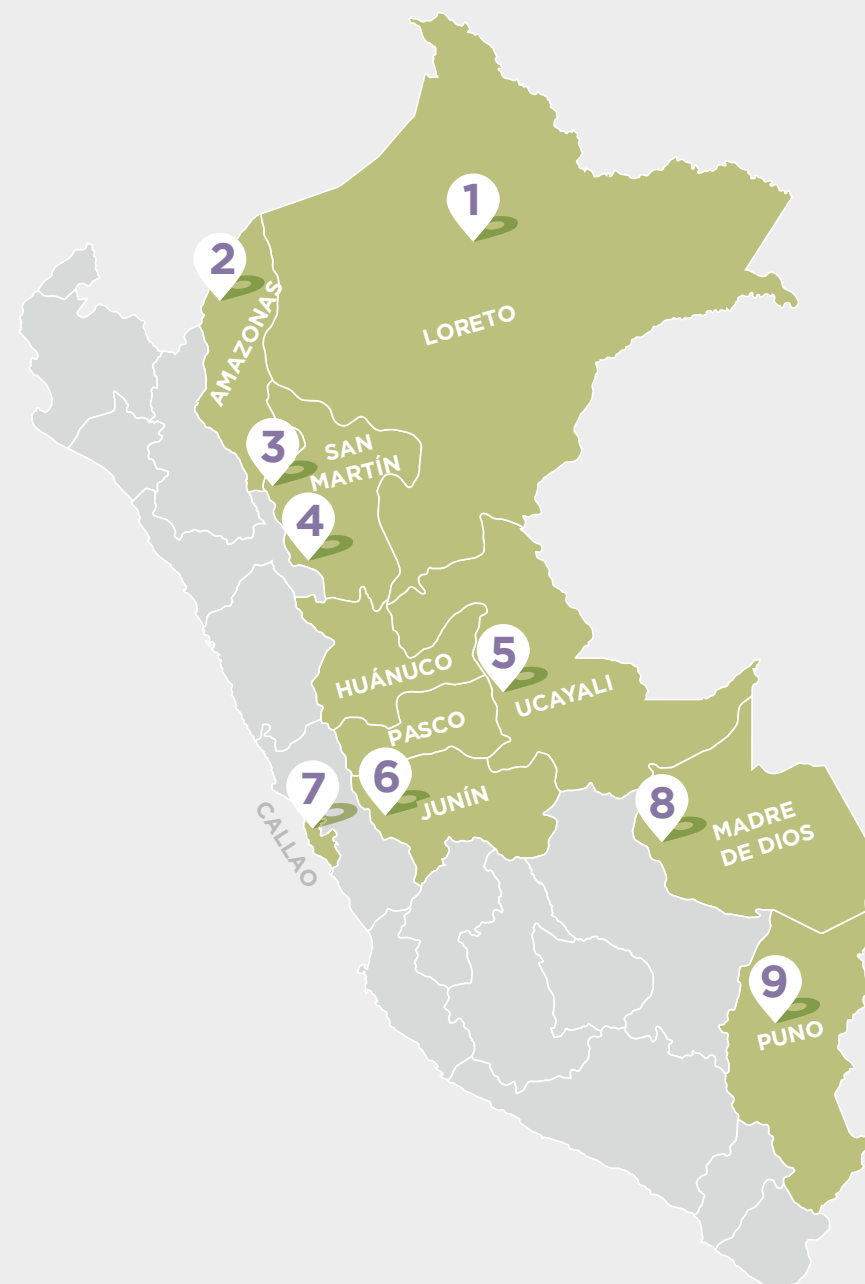 1
2
AMAZONAS
LORETO
3
SAN
MARTÍN
4
HUÁNUCO
5
UCAYALI
PASCO
6
JUNÍN
7
CALLAO
8
MADRE
DE DIOS
9
PUNO